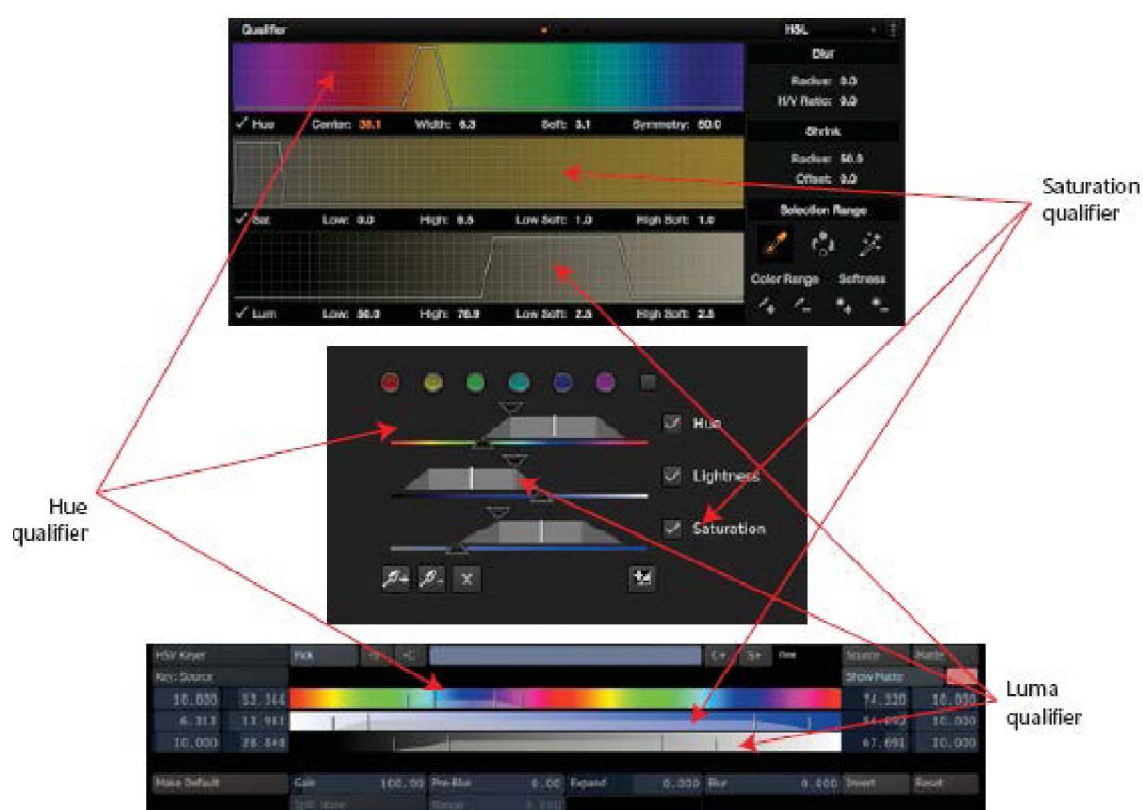 Qualifier HSL
Blur
Radius: 0.0
H/V Ratio: 0.0
✓ Hue Center: 38.1 Width: 6.3 Soft: 3.1 Symmetry: 50.0
Shrink
Radius: 50.0
Offset: 0.0
Saturation
qualifier
Selection Range
✓ Sat Low: 0.0 High: 8.5 Low Soft: 1.0 High Soft: 1.0
Color Range Softness
✓ Lum Low: 50.0 High: 76.9 Low Soft: 2.5 High Soft: 2.5
Hue
Lightness
Saturation
Hue
qualifier
HSV Keyer Pick C+ S+ Source Matte
Key: Source Show Matte
10.000 53.344 74.220 10.000
6.313 13.961 10.000
10.000 28.848 67.691 10.000
Luma
qualifier
Make Default Gain 100.00 Pre-Blur 0.00 Expand 0.000 Blur 0.000 Invert Reset